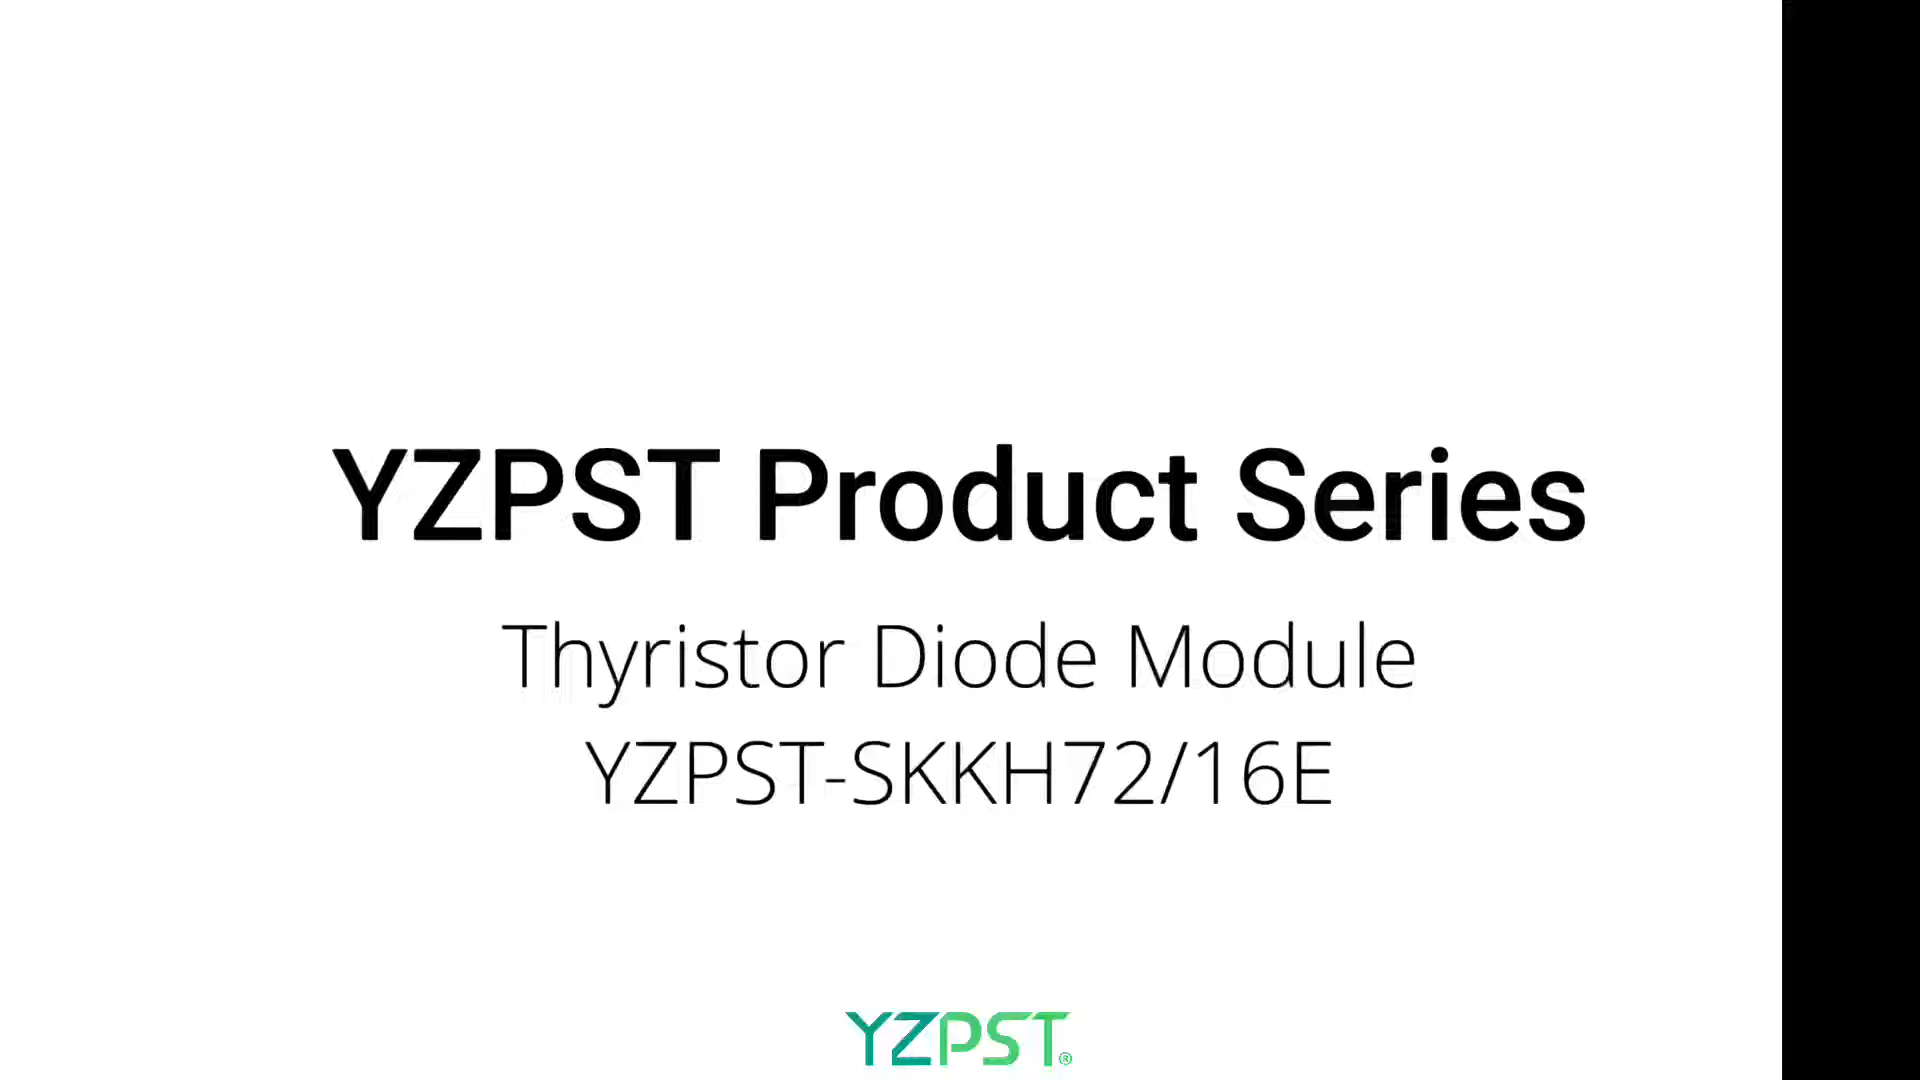 YZPST Product Series
Thyristor Diode Module
YZPST-SKKH72/16E
YZPST®